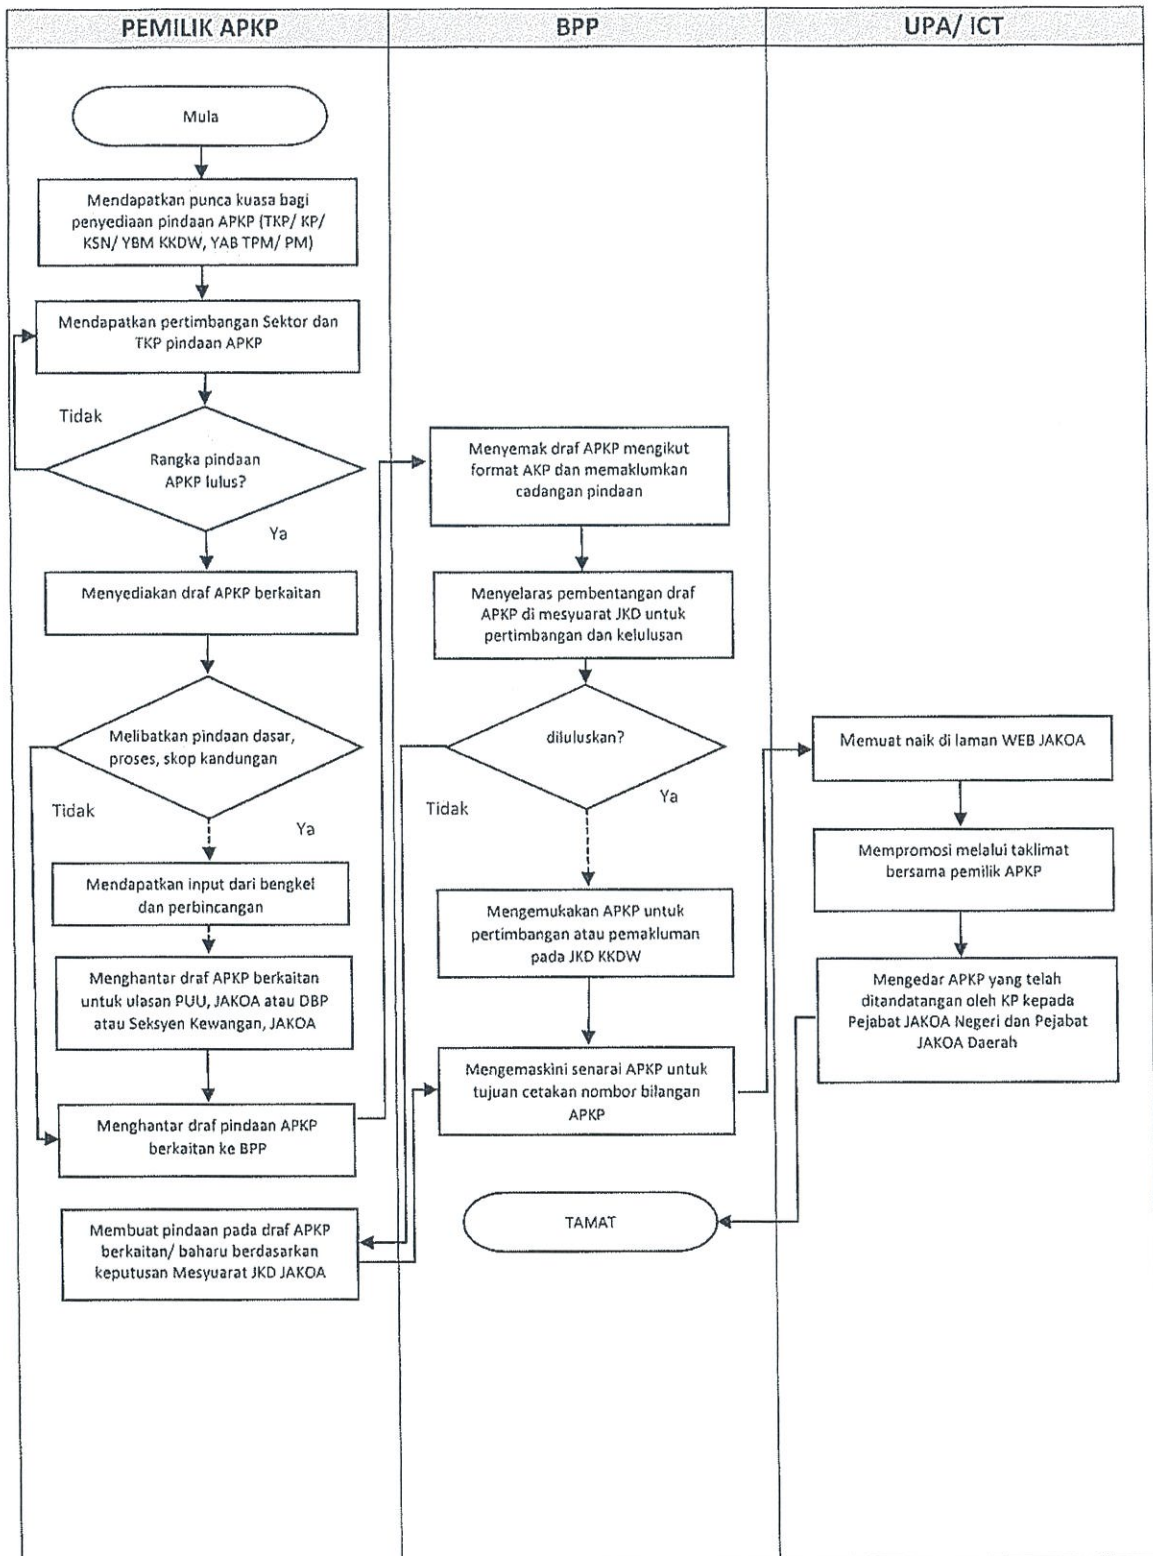 PEMILIK APKP
BPP
UPA/ ICT
Mula
Mendapatkan punca kuasa bagi
penyediaan pindaan APKP (TKP/ KP/
KSN/ YBM KKDW, YAB TPM/ PM)
Mendapatkan pertimbangan Sektor dan
TKP pindaan APKP
Tidak
Rangka pindaan
APKP lulus?
Ya
Menyediakan draf APKP berkaitan
Melibatkan pindaan dasar,
proses, skop kandungan
Tidak
Ya
Mendapatkan input dari bengkel
dan perbincangan
Menghantar draf APKP berkaitan
untuk ulasan PUU, JAKOA atau DBP
atau Seksyen Kewangan, JAKOA
Menghantar draf pindaan APKP
berkaitan ke BPP
Membuat pindaan pada draf APKP
berkaitan/ baharu berdasarkan
keputusan Mesyuarat JKD JAKOA
Menyemak draf APKP mengikut
format AKP dan memaklumkan
cadangan pindaan
Menyelaras pembentangan draf
APKP di mesyuarat JKD untuk
pertimbangan dan kelulusan
diluluskan?
Tidak
Ya
Mengemukakan APKP untuk
pertimbangan atau pemakluman
pada JKD KKDW
Mengemaskini senarai APKP untuk
tujuan cetakan nombor bilangan
APKP
TAMAT
Memuat naik di laman WEB JAKOA
Mempromosi melalui taklimat
bersama pemilik APKP
Mengedar APKP yang telah
ditandatangan oleh KP kepada
Pejabat JAKOA Negeri dan Pejabat
JAKOA Daerah